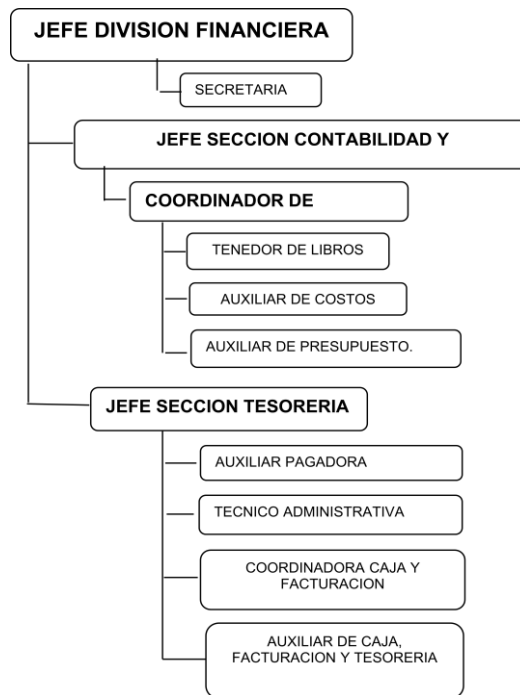 JEFE DIVISION FINANCIERA
SECRETARIA
JEFE SECCION CONTABILIDAD Y
COORDINADOR DE
TENEDOR DE LIBROS
AUXILIAR DE COSTOS
AUXILIAR DE PRESUPUESTO.
JEFE SECCION TESORERIA
AUXILIAR PAGADORA
TECNICO ADMINISTRATIVA
COORDINADORA CAJA Y
FACTURACION
AUXILIAR DE CAJA,
FACTURACION Y TESORERIA